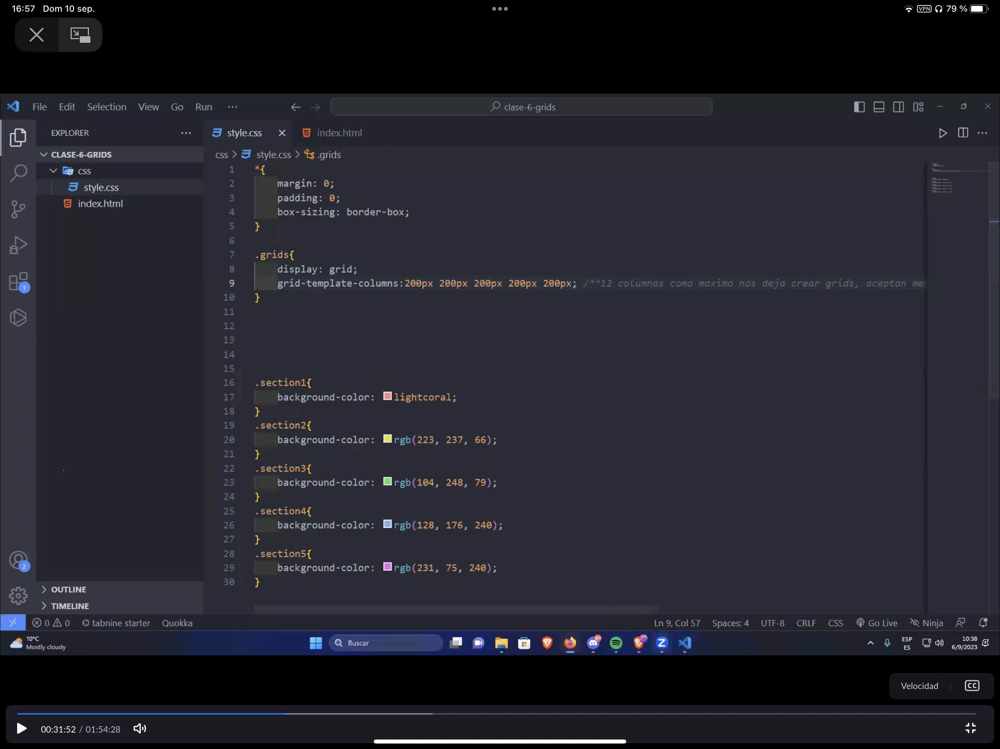 16:57 Dom 10 sep.
VPN 79 %
File Edit Selection View Go Run
clase-6-grids
EXPLORER
style.css
index.html
CLASE-6-GRIDS
css
style.css
index.html
css > style.css > .grids
1 *{
2 margin: 0;
3 padding: 0;
4 box-sizing: border-box;
5 }
6
7 .grids{
8 display: grid;
9 grid-template-columns:200px 200px 200px 200px 200px; /**12 columnas como maximo nos deja crear grids, aceptan
10 }
11
12
13
14
15
16 .section1{
17 background-color: lightcoral;
18 }
19 .section2{
20 background-color: rgb(223, 237, 66);
21 }
22 .section3{
23 background-color: rgb(104, 248, 79);
24 }
25 .section4{
26 background-color: rgb(128, 176, 240);
27 }
28 .section5{
29 background-color: rgb(231, 75, 240);
30 }
1
2
OUTLINE
TIMELINE
0 0 tabnine starter Quokka
Ln 9, Col 57 Spaces: 4 UTF-8 CRLF CSS Go Live Ninja
10°C
Mostly cloudy
Buscar
9+
ESP
ES
10:38
6/9/2023
Velocidad
CC
00:31:52 / 01:54:28